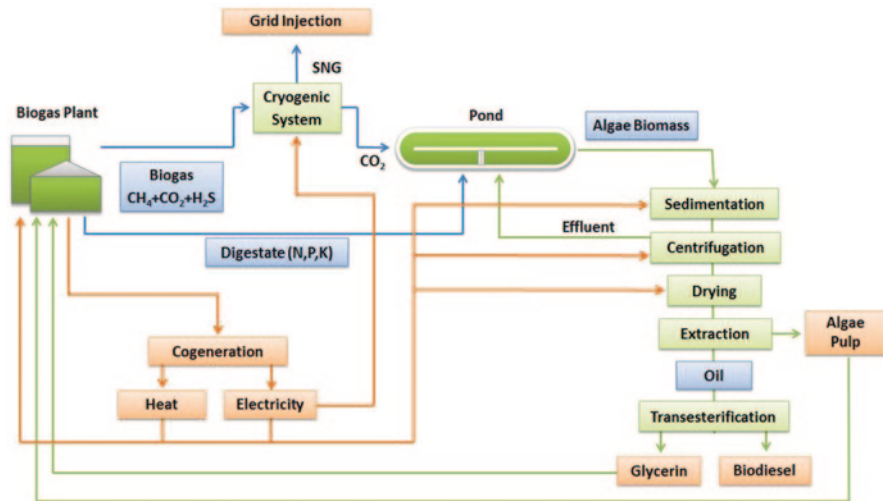 Grid Injection
SNG
Biogas Plant
Cryogenic
System
Pond
Algae Biomass
CO₂
Biogas
CH₄+CO₂+H₂S
Sedimentation
Effluent
Centrifugation
Digestate (N,P,K)
Drying
Extraction
Algae
Pulp
Cogeneration
Oil
Heat
Electricity
Transesterification
Glycerin
Biodiesel